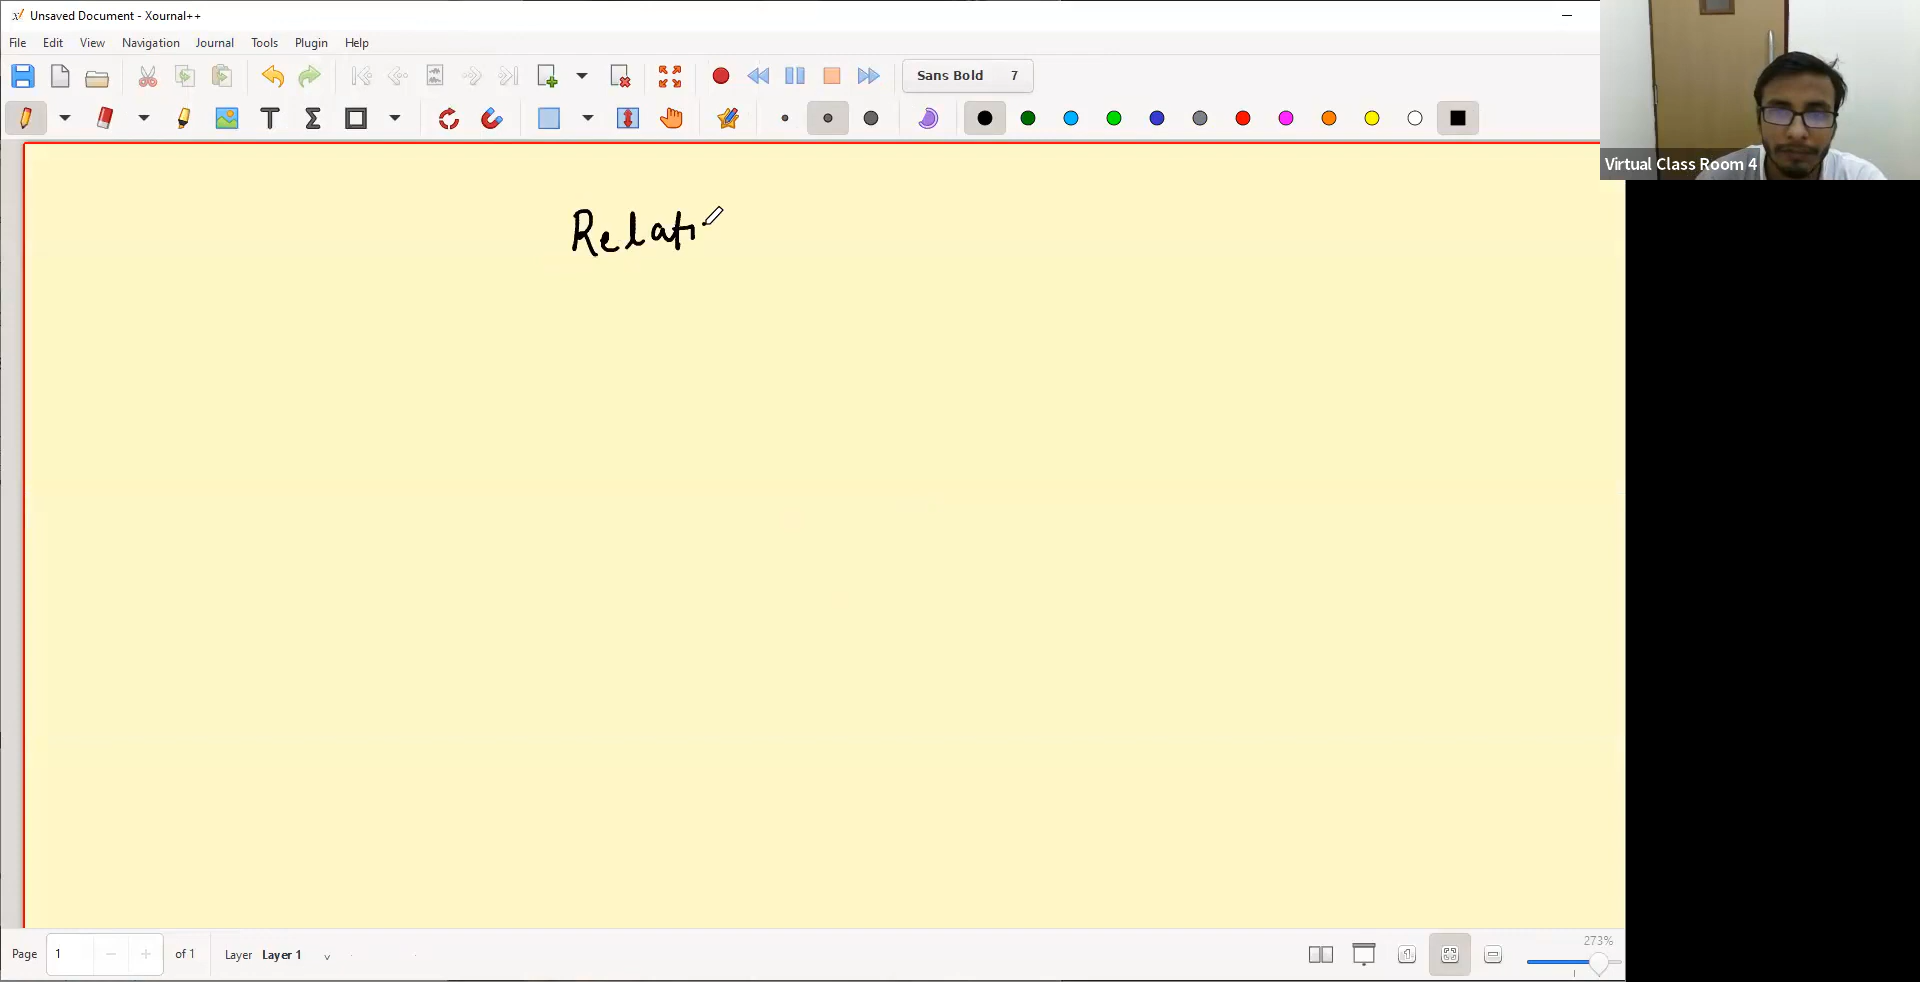 Unsaved Document - Xournal++
File Edit View Navigation Journal Tools Plugin Help
Sans Bold 7
Virtual Class Room 4
Relati
Page 1 of 1 Layer Layer 1
273%